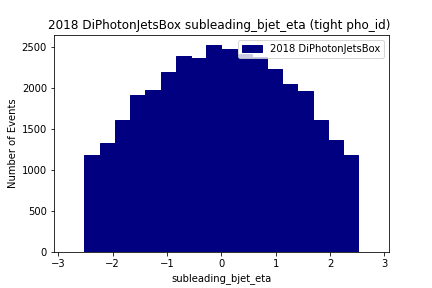 2018 DiPhotonJetsBox subleading_bjet_eta (tight pho_id)
2018 DiPhotonJetsBox
2500
2000
1500
1000
500
0
Number of Events
−3 −2 −1 0 1 2 3
subleading_bjet_eta